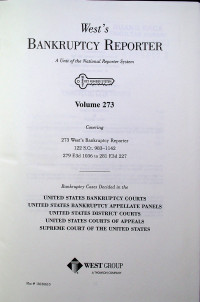 West's
BANKRUPTCY REPORTER
A Unit of the National Reporter System
Volume 273
Covering
273 West's Bankruptcy Reporter
122 S.Ct. 983–1142
279 F.3d 1036 to 281 F.3d 227
Bankruptcy Cases Decided in the
UNITED STATES BANKRUPTCY COURTS
UNITED STATES BANKRUPTCY APPELLATE PANELS
UNITED STATES DISTRICT COURTS
UNITED STATES COURTS OF APPEALS
SUPREME COURT OF THE UNITED STATES
WEST GROUP